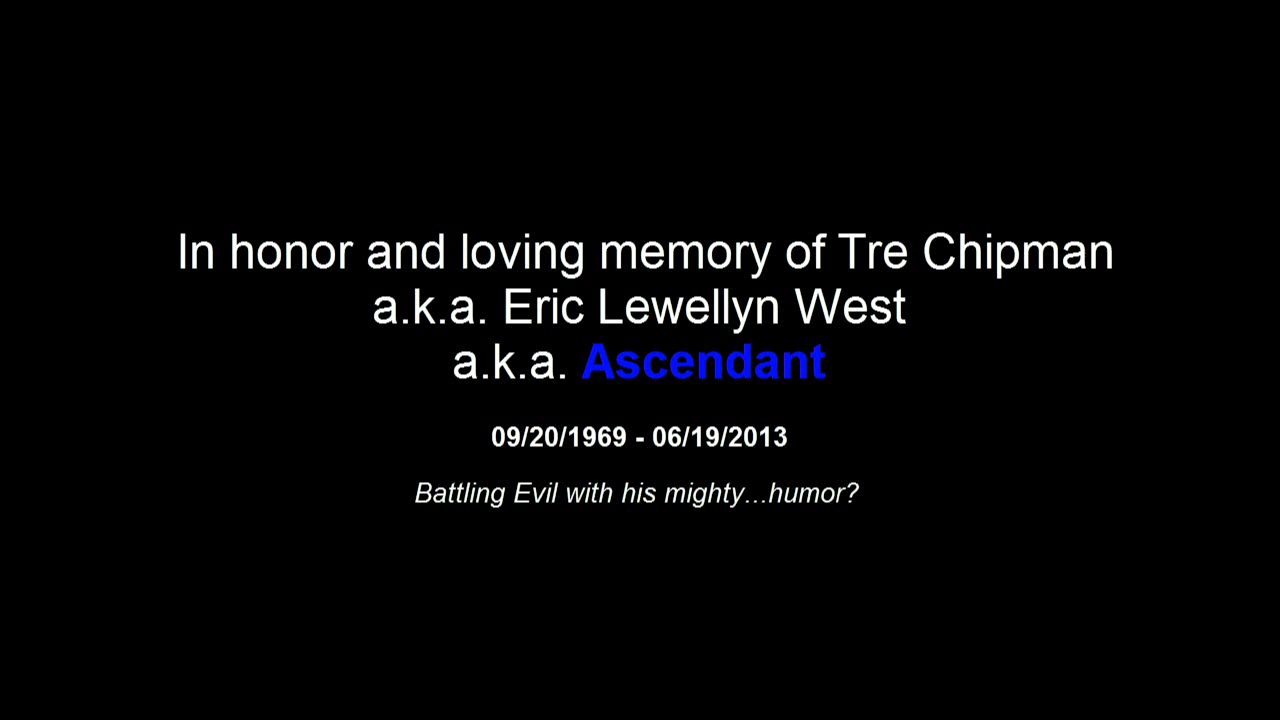 In honor and loving memory of Tre Chipman
a.k.a. Eric Lewellyn West
a.k.a. Ascendant
09/20/1969 - 06/19/2013
Battling Evil with his mighty...humor?